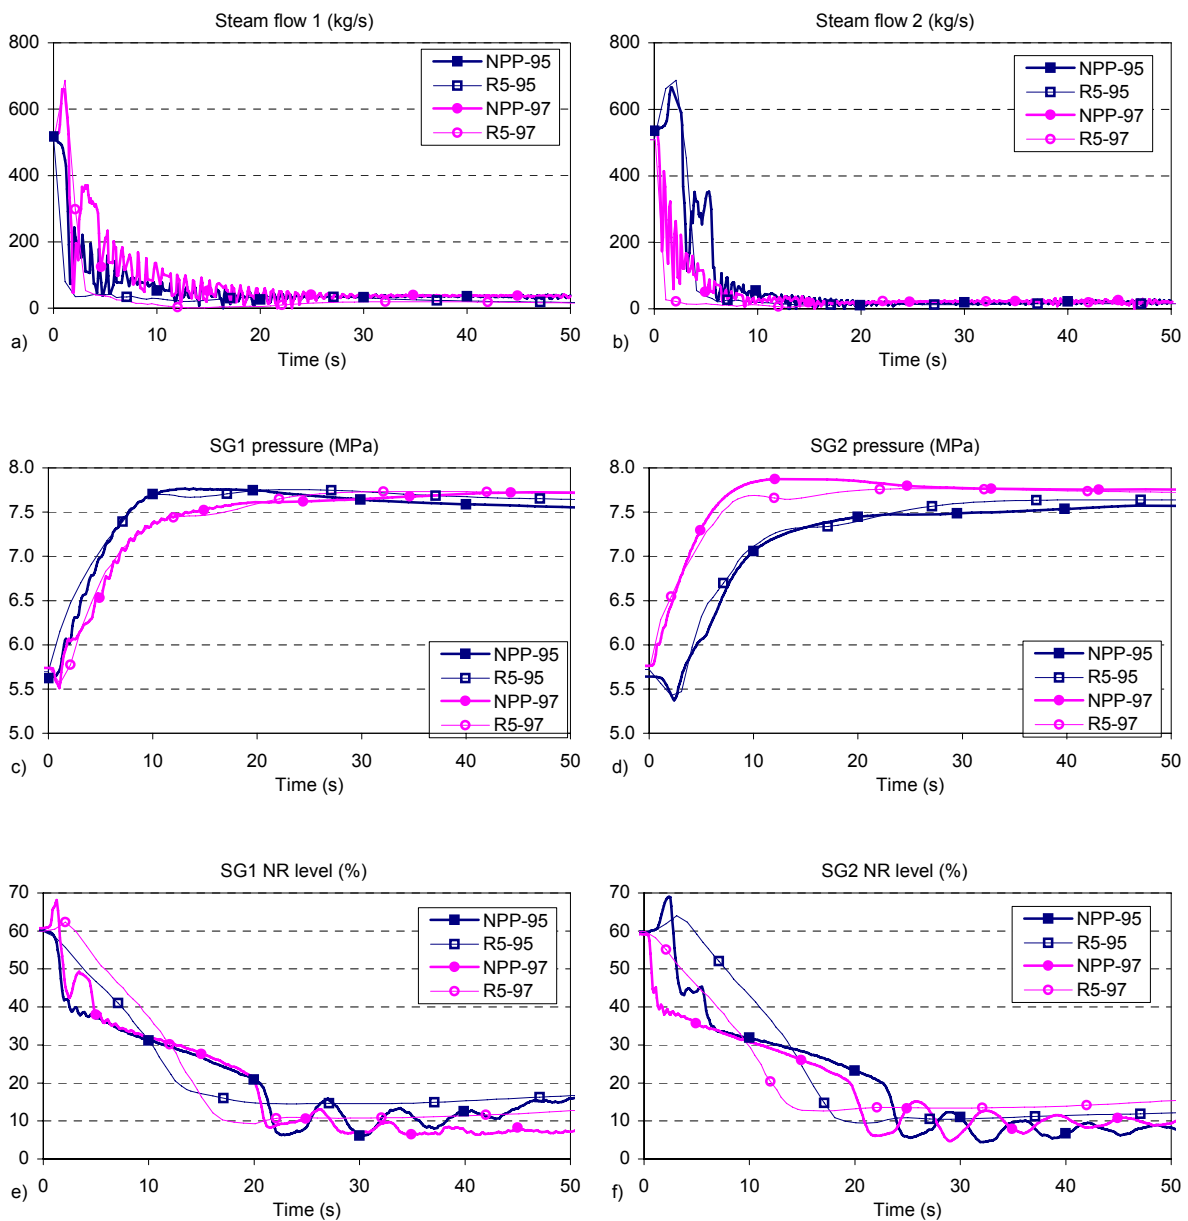 Steam flow 1 (kg/s)
800
600
400
200
0
NPP-95
R5-95
NPP-97
R5-97
0 10 20 30 40 50
a)
Time (s)
Steam flow 2 (kg/s)
800
600
400
200
0
NPP-95
R5-95
NPP-97
R5-97
0 10 20 30 40 50
b)
Time (s)
SG1 pressure (MPa)
8.0
7.5
7.0
6.5
6.0
5.5
5.0
NPP-95
R5-95
NPP-97
R5-97
0 10 20 30 40 50
c)
Time (s)
SG2 pressure (MPa)
8.0
7.5
7.0
6.5
6.0
5.5
5.0
NPP-95
R5-95
NPP-97
R5-97
0 10 20 30 40 50
d)
Time (s)
SG1 NR level (%)
70
60
50
40
30
20
10
0
NPP-95
R5-95
NPP-97
R5-97
0 10 20 30 40 50
e)
Time (s)
SG2 NR level (%)
70
60
50
40
30
20
10
0
NPP-95
R5-95
NPP-97
R5-97
0 10 20 30 40 50
f)
Time (s)